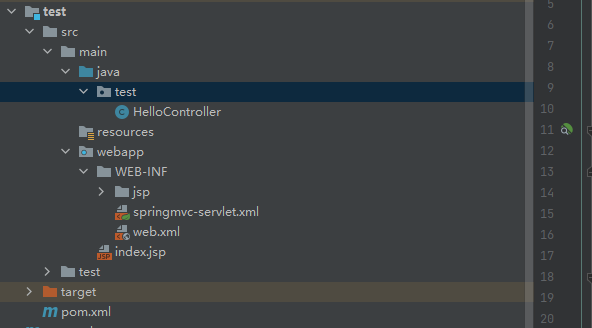 test
src
main
java
test
HelloController
resources
webapp
WEB-INF
jsp
springmvc-servlet.xml
web.xml
JSP index.jsp
test
target
m pom.xml
5
6
7
8
9
10
11
12
13
14
15
16
17
18
19
20